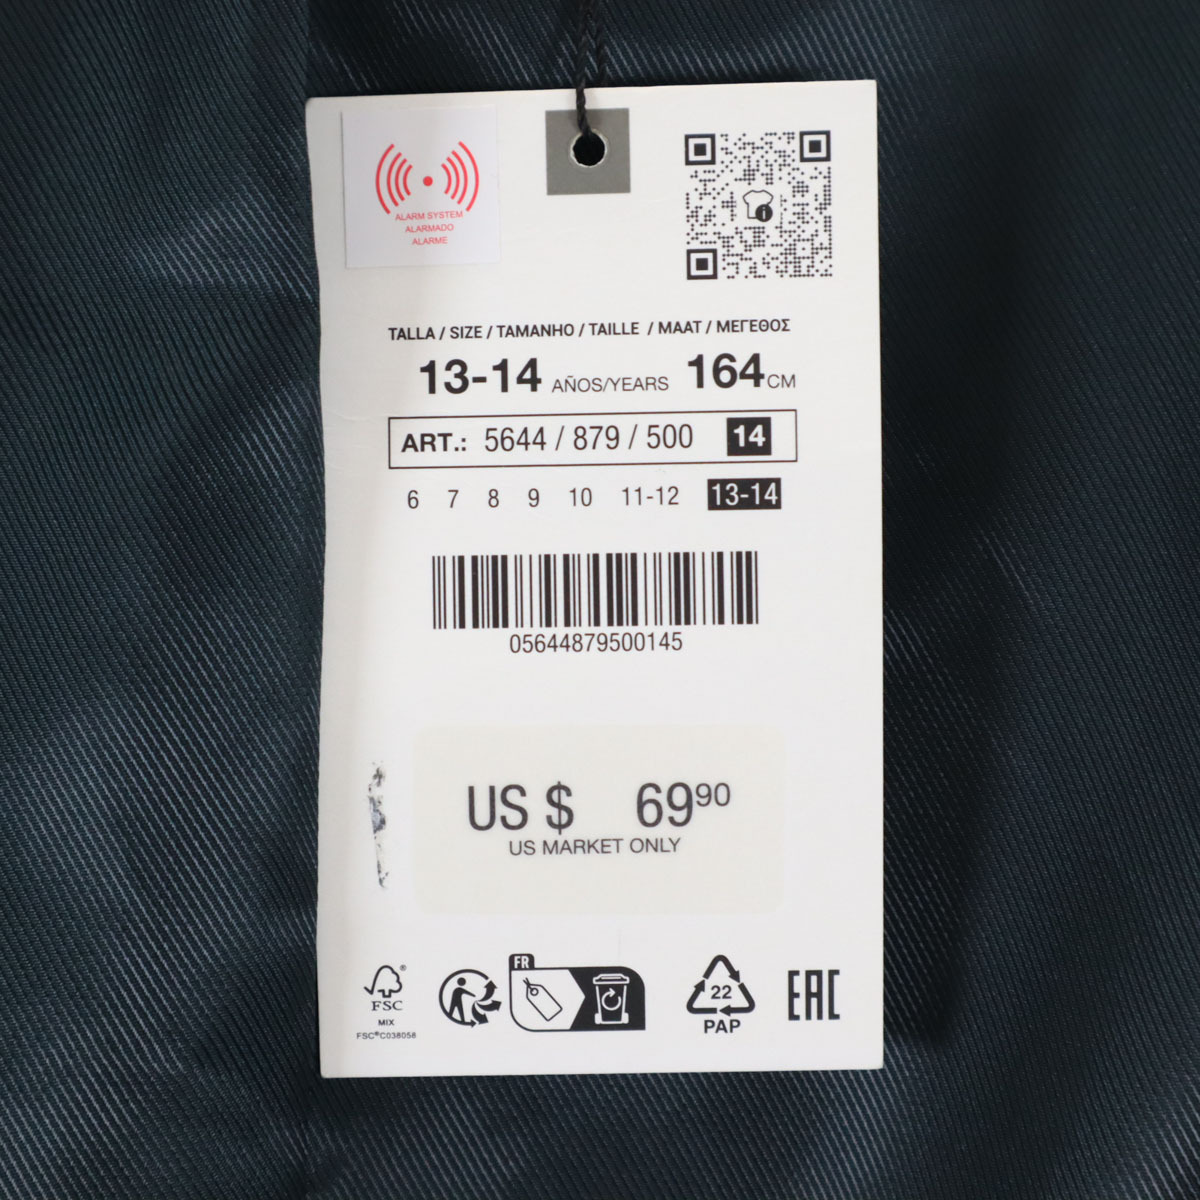 ALARM SYSTEM
ALARMADO
ALARME
TALLA / SIZE / TAMANHO / TAILLE / MAAT / ΜΕΓΕΘΟΣ
13-14 AÑOS/YEARS 164 CM
ART.: 5644 / 879 / 500 14
6 7 8 9 10 11-12 13-14
05644879500145
US $ 69⁹⁰
US MARKET ONLY
FR
FSC®
MIX
FSC®C038058
22
PAP
EAC